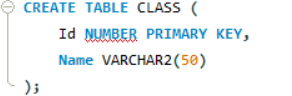 CREATE TABLE CLASS (
Id NUMBER PRIMARY KEY,
Name VARCHAR2(50)
);